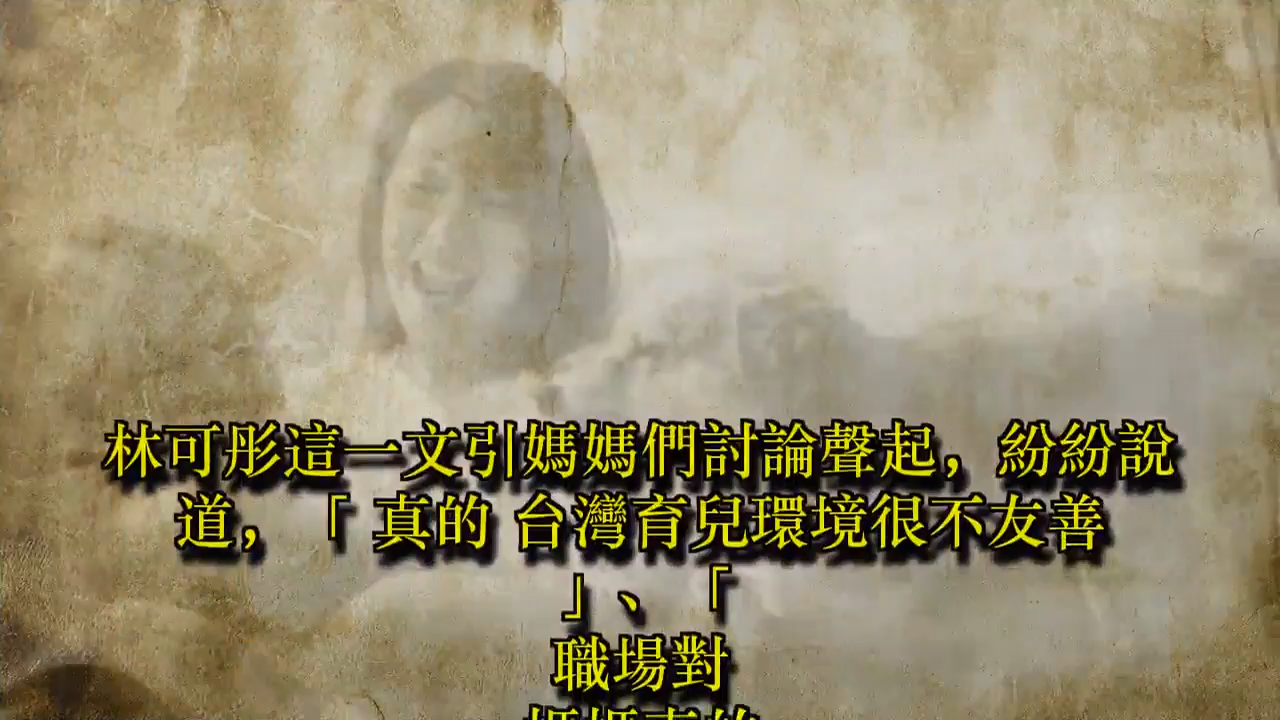 林可彤這一文引媽媽們討論聲起，紛紛說
道，「 真的 台灣育兒環境很不友善
」、「
職場對